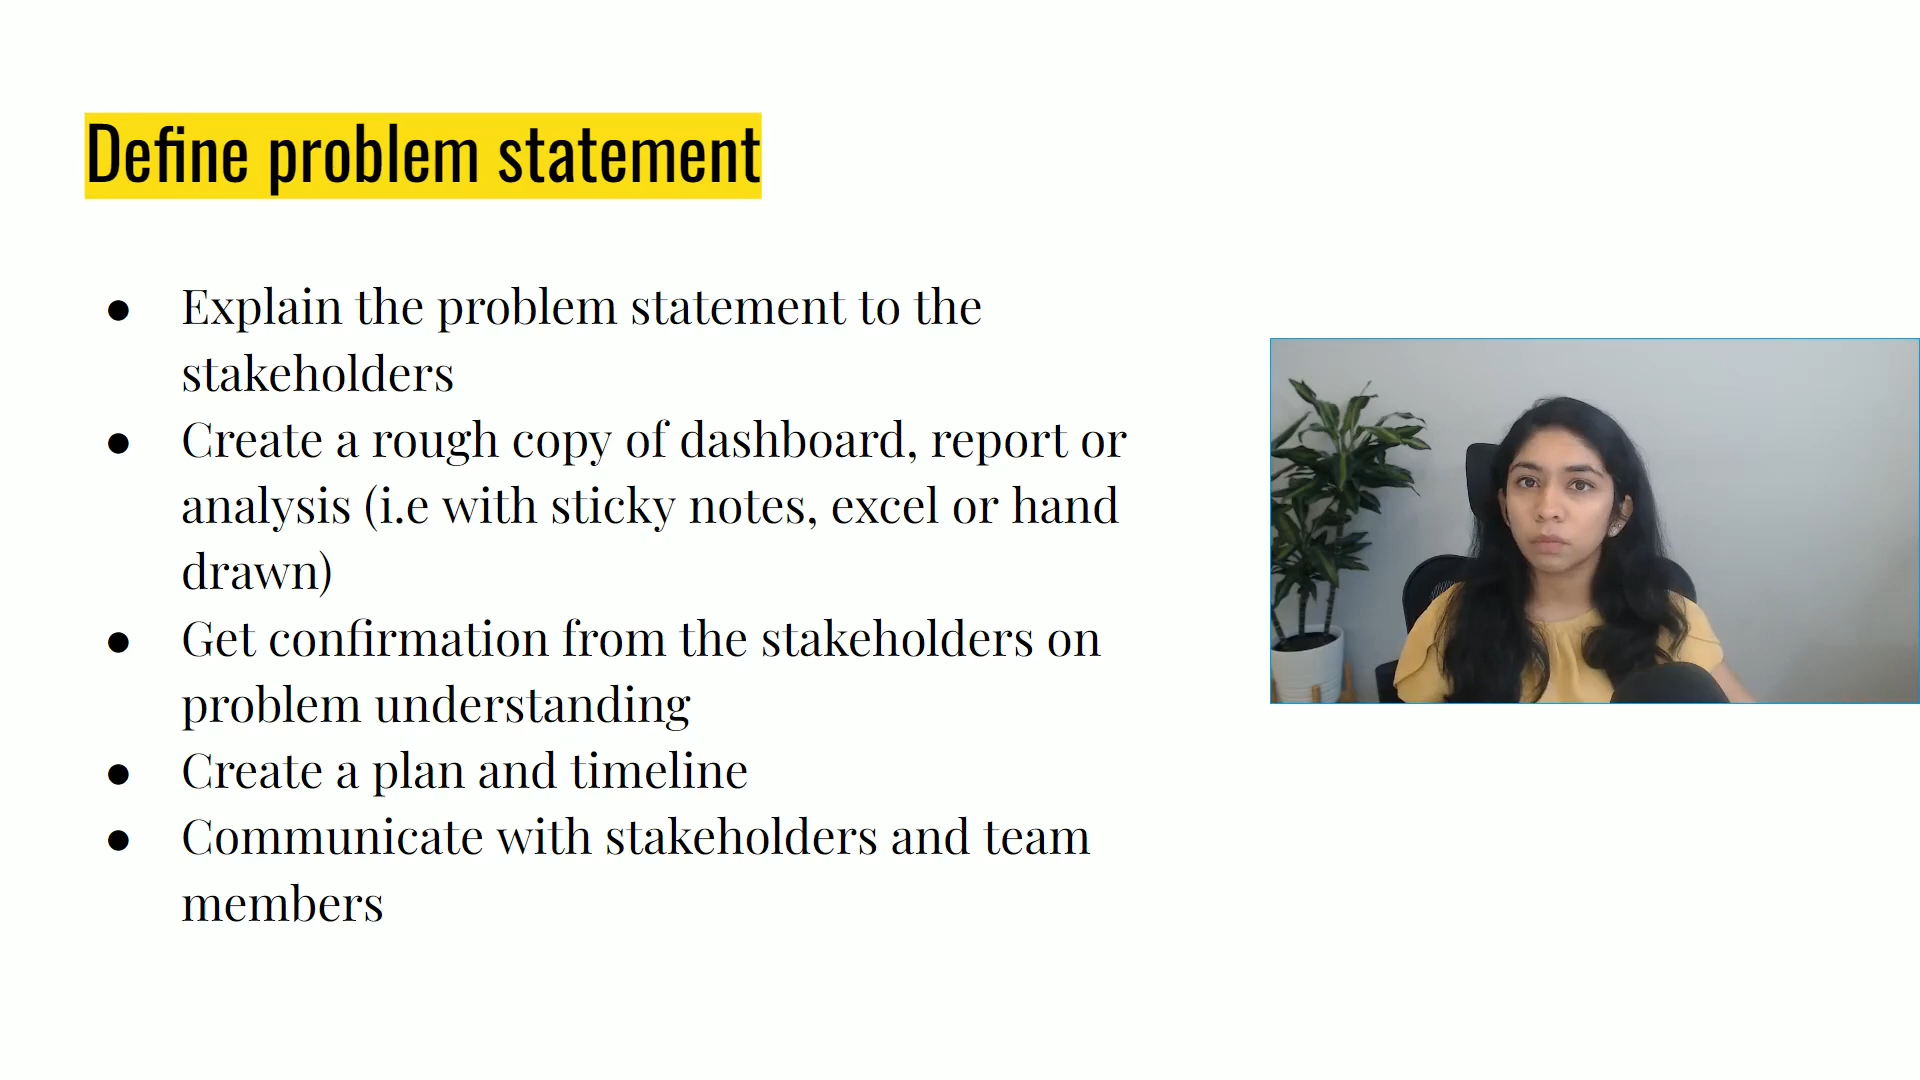 Define problem statement
● Explain the problem statement to the
stakeholders
● Create a rough copy of dashboard, report or
analysis (i.e with sticky notes, excel or hand
drawn)
● Get confirmation from the stakeholders on
problem understanding
● Create a plan and timeline
● Communicate with stakeholders and team
members